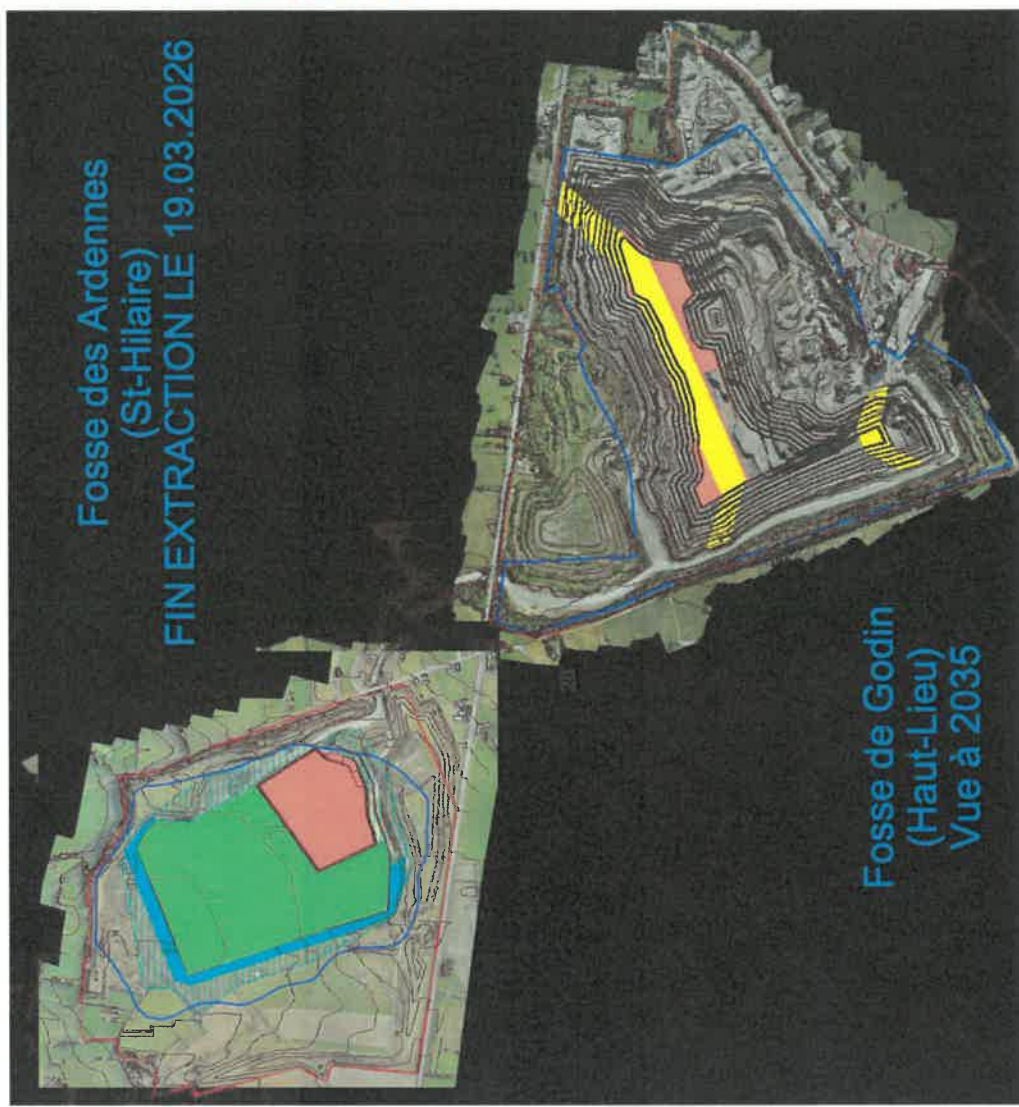 Fosse des Ardennes
(St-Hilaire)
FIN EXTRACTION LE 19.03.2026
Fosse de Godin
(Haut-Lieu)
Vue à 2035